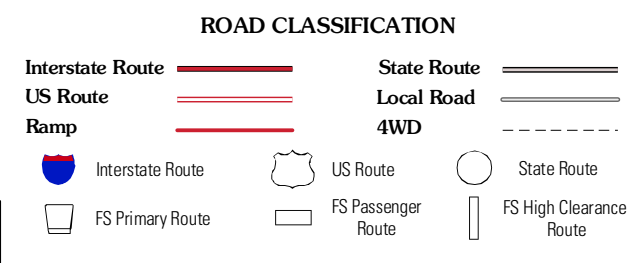 ROAD CLASSIFICATION
Interstate Route
State Route
US Route
Local Road
Ramp
4WD
Interstate Route
US Route
State Route
FS Primary Route
FS Passenger
Route
FS High Clearance
Route